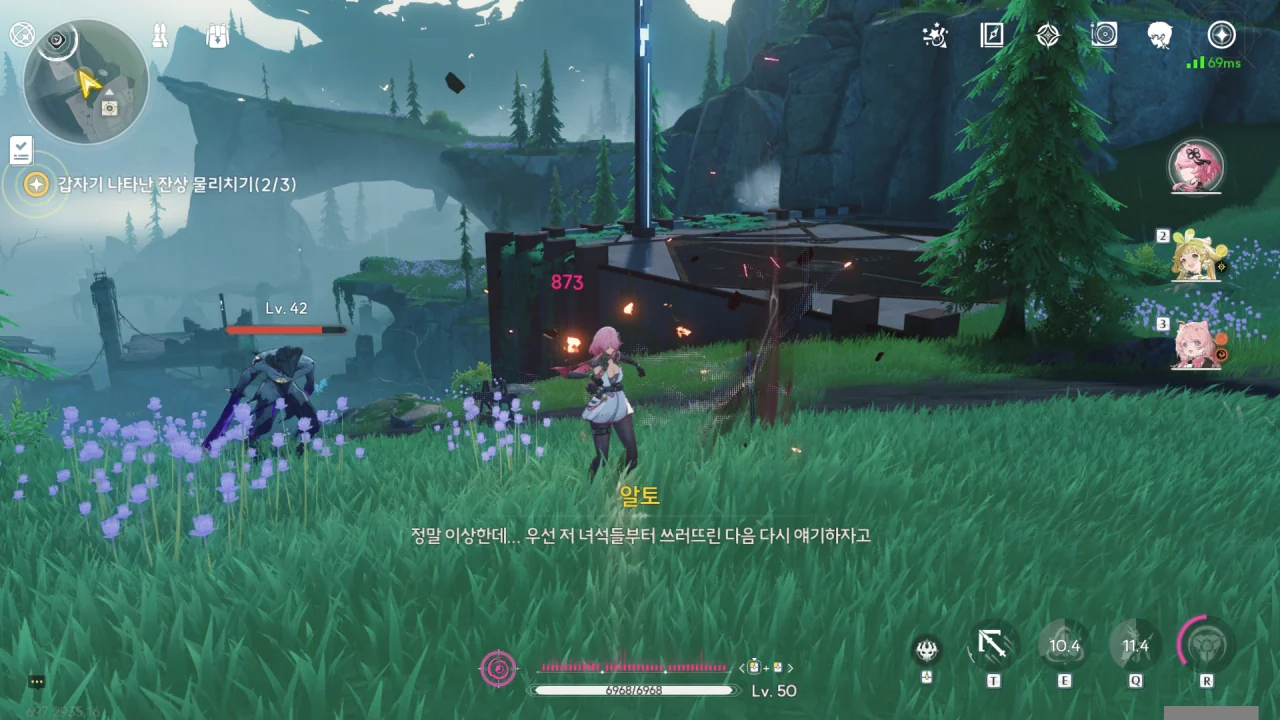 69ms
갑자기 나타난 잔상 물리치기(2/3)
2
873
Lv. 42
3
알토
정말 이상한데... 우선 저 녀석들부터 쓰러뜨린 다음 다시 얘기하자고
10.4
11.4
6968/6968
Lv. 50
T
E
Q
R